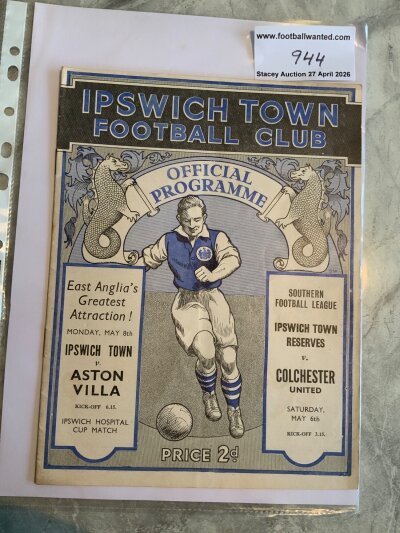 www.footballwanted.com
944
Stacey Auction 27 April 2026
IPSWICH TOWN
FOOTBALL CLUB
OFFICIAL
PROGRAMME
East Anglia's
Greatest
Attraction!
MONDAY, MAY 8th
IPSWICH TOWN
v.
ASTON
VILLA
KICK-OFF 6.15.
IPSWICH HOSPITAL
CUP MATCH
SOUTHERN
FOOTBALL LEAGUE
IPSWICH TOWN
RESERVES
v.
COLCHESTER
UNITED
SATURDAY,
MAY 6th
KICK-OFF 3.15.
PRICE 2d.